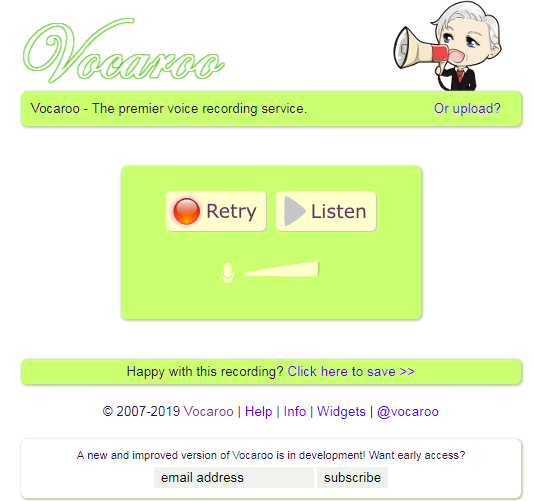 Vocaroo
Vocaroo - The premier voice recording service. Or upload?
Retry Listen
Happy with this recording? Click here to save >>
© 2007-2019 Vocaroo | Help | Info | Widgets | @vocaroo
A new and improved version of Vocaroo is in development! Want early access?
email address subscribe